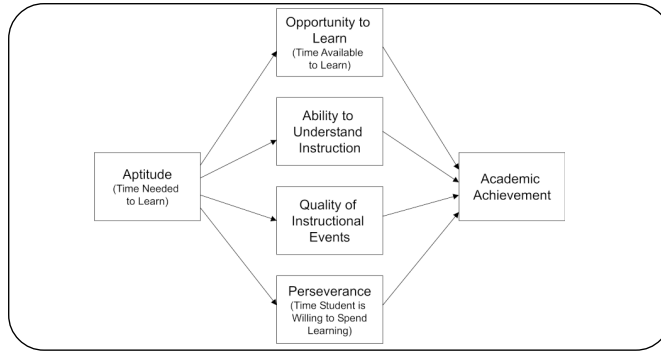 Opportunity to
Learn
(Time Available
to Learn)
Ability to
Understand
Instruction
Aptitude
(Time Needed
to Learn)
Academic
Achievement
Quality of
Instructional
Events
Perseverance
(Time Student is
Willing to Spend
Learning)